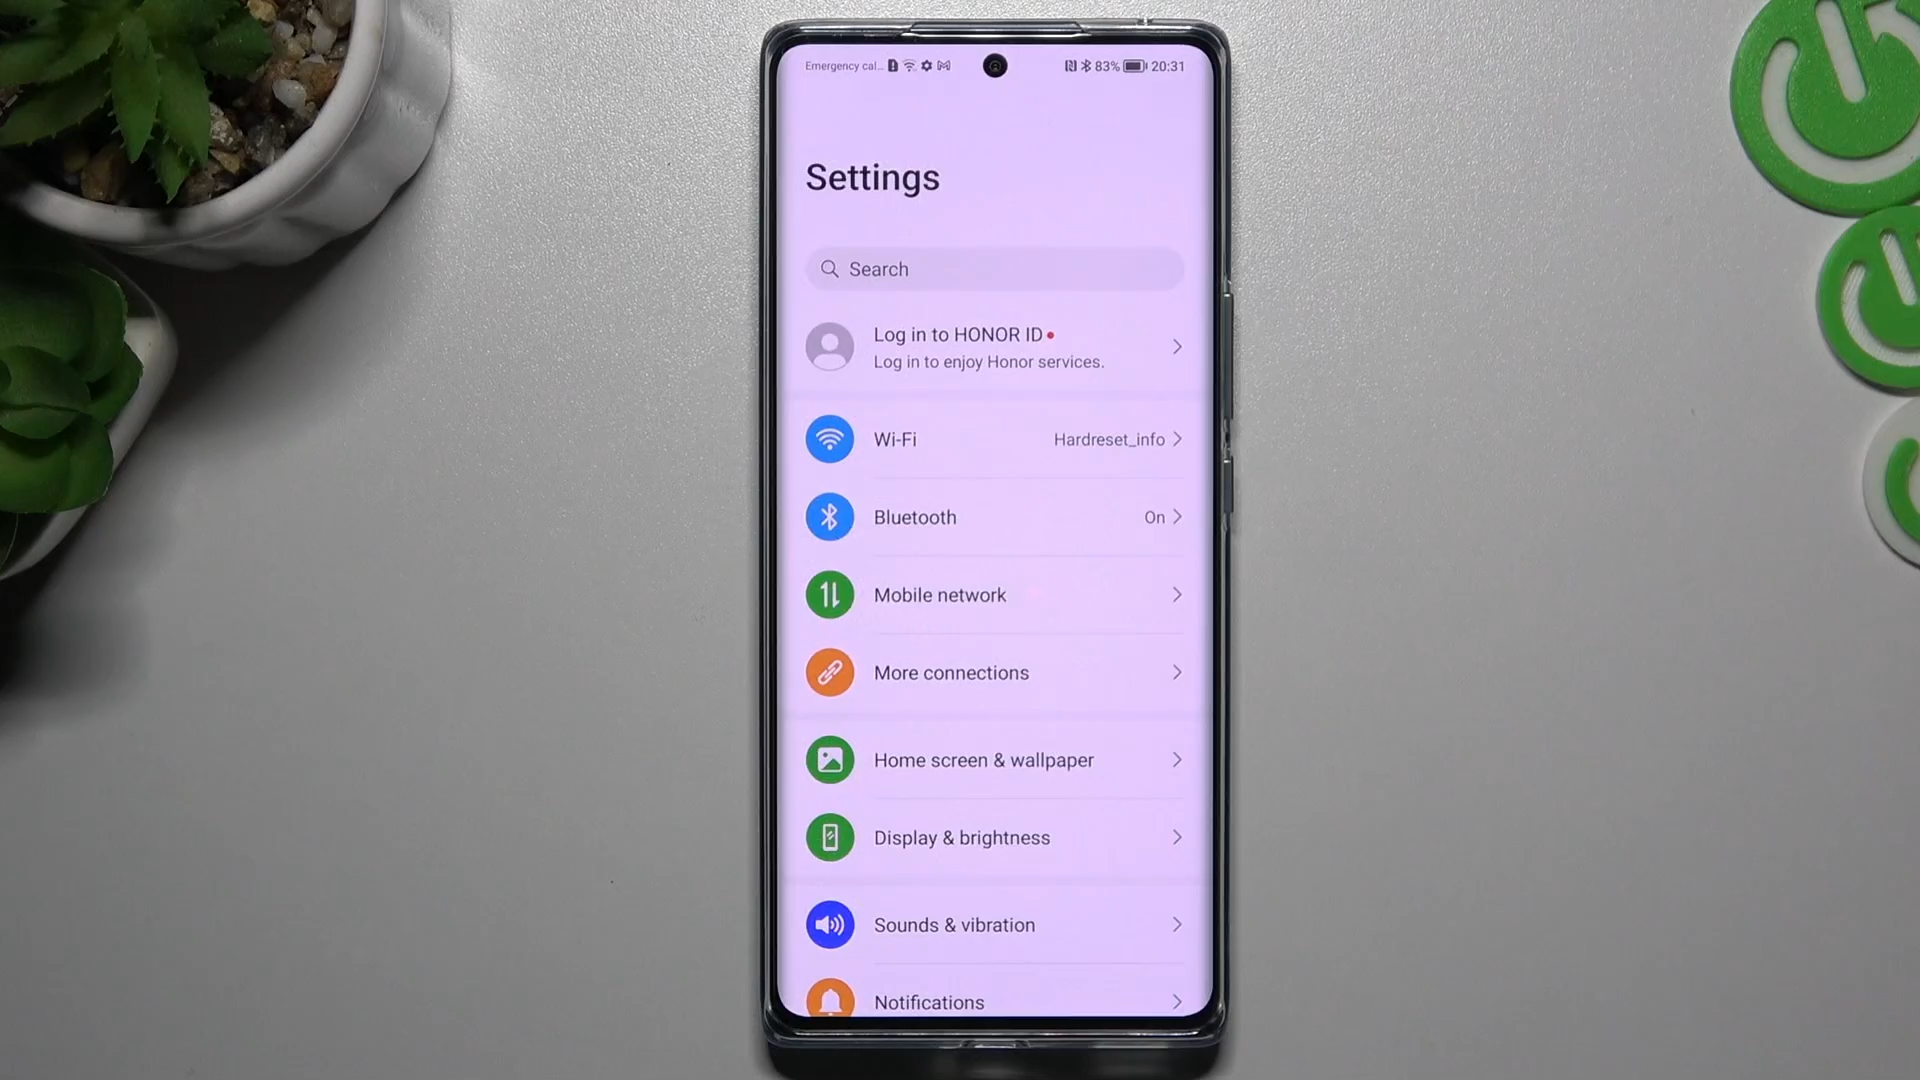 Emergency cal... 83% 20:31
Settings
Search
Log in to HONOR ID
Log in to enjoy Honor services.
Wi-Fi Hardreset_info
Bluetooth On
Mobile network
More connections
Home screen & wallpaper
Display & brightness
Sounds & vibration
Notifications